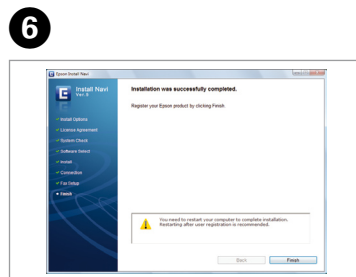 6
Epson Install Navi
Install Navi
Ver.8
Installation was successfully completed.
Register your Epson product by clicking Finish.
Install Options
License Agreement
System Check
Software Select
Install
Connection
Fax Setup
Finish
You need to restart your computer to complete installation.
Restarting after user registration is recommended.
Back
Finish